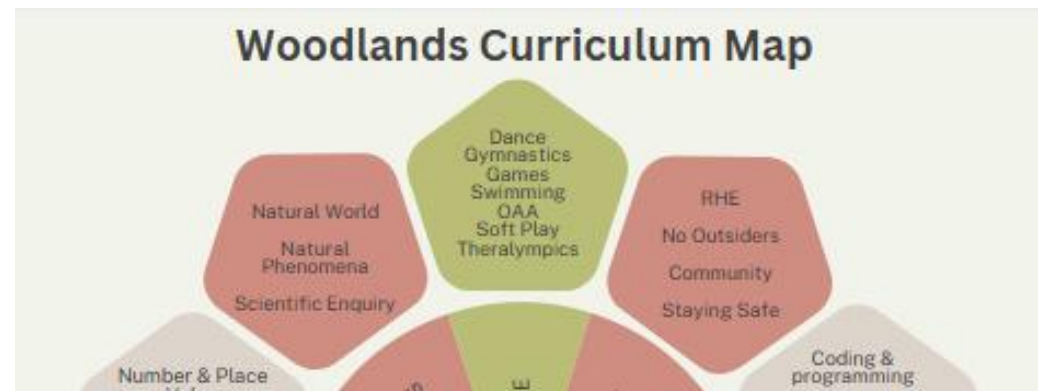 Woodlands Curriculum Map
Dance
Gymnastics
Games
Swimming
OAA
Soft Play
Theralympics
Natural World
Natural
Phenomena
Scientific Enquiry
RHE
No Outsiders
Community
Staying Safe
Number & Place
Coding &
programming